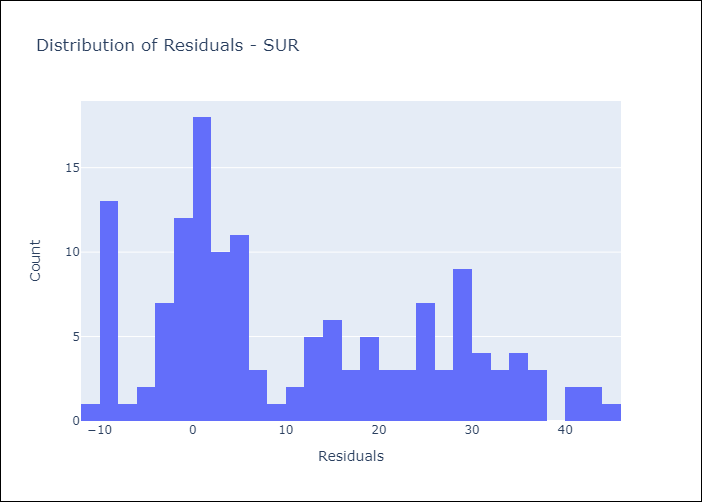 Distribution of Residuals - SUR
Count
15
10
5
0
−10 0 10 20 30 40
Residuals